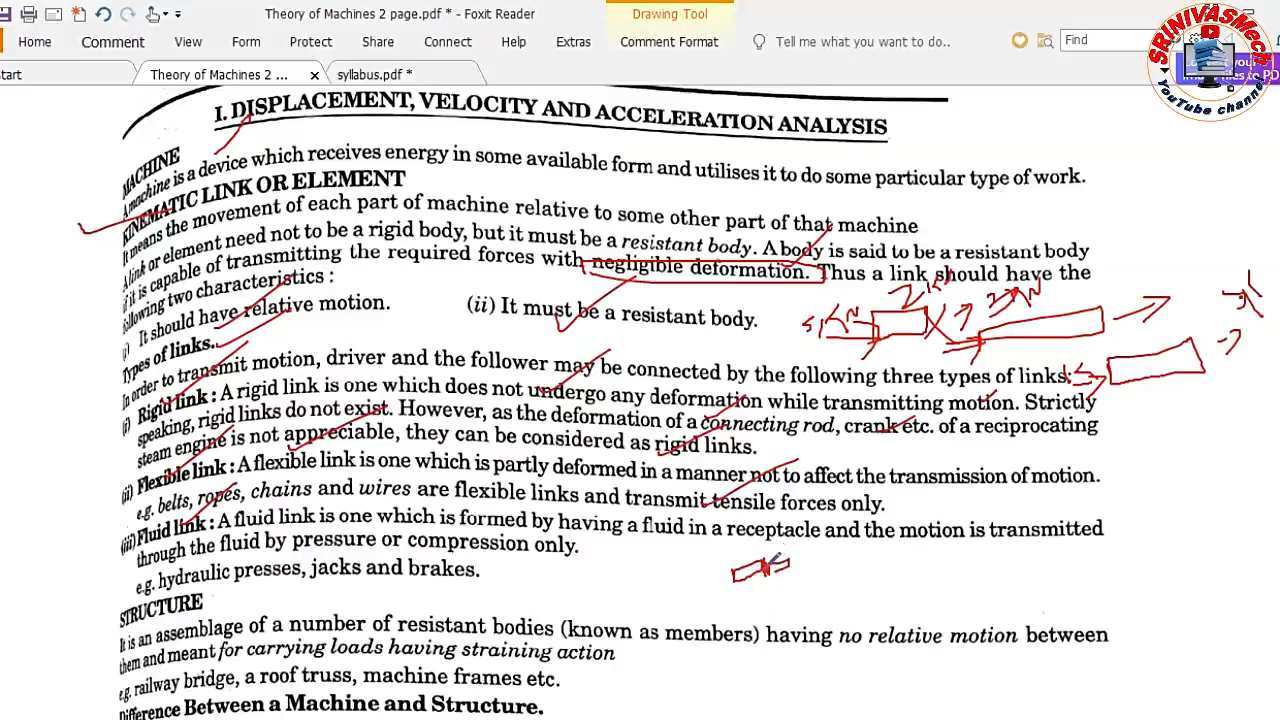 Theory of Machines 2 page.pdf * - Foxit Reader
Drawing Tool
Home Comment View Form Protect Share Connect Help Extras Comment Format Tell me what you want to do.. Find
Start
Theory of Machines 2 ... × syllabus.pdf *
SRINIVASMech
YouTube channel
I. DISPLACEMENT, VELOCITY AND ACCELERATION ANALYSIS
MACHINE
A machine is a device which receives energy in some available form and utilises it to do some particular type of work.
KINEMATIC LINK OR ELEMENT
It means the movement of each part of machine relative to some other part of that machine
A link or element need not to be a rigid body, but it must be a resistant body. A body is said to be a resistant body
if it is capable of transmitting the required forces with negligible deformation. Thus a link should have the
following two characteristics :
(i) It should have relative motion. (ii) It must be a resistant body.
Types of links.
In order to transmit motion, driver and the follower may be connected by the following three types of links:
(i) Rigid link : A rigid link is one which does not undergo any deformation while transmitting motion. Strictly
speaking, rigid links do not exist. However, as the deformation of a connecting rod, crank etc. of a reciprocating
steam engine is not appreciable, they can be considered as rigid links.
(ii) Flexible link : A flexible link is one which is partly deformed in a manner not to affect the transmission of motion.
e.g. belts, ropes, chains and wires are flexible links and transmit tensile forces only.
(iii) Fluid link : A fluid link is one which is formed by having a fluid in a receptacle and the motion is transmitted
through the fluid by pressure or compression only.
e.g. hydraulic presses, jacks and brakes.
STRUCTURE
It is an assemblage of a number of resistant bodies (known as members) having no relative motion between
them and meant for carrying loads having straining action
e.g. railway bridge, a roof truss, machine frames etc.
Difference Between a Machine and Structure.